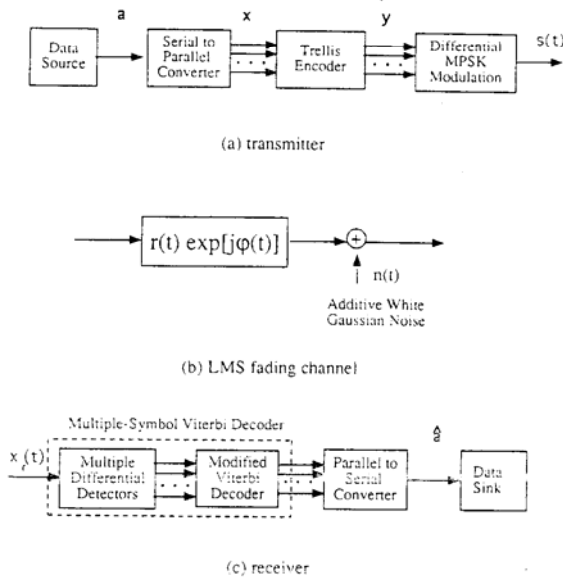 a
x
y
Data
Source
Serial to
Parallel
Converter
Trellis
Encoder
Differential
MPSK
Modulation
s(t)
(a) transmitter
r(t) exp[jφ(t)]
+
n(t)
Additive White
Gaussian Noise
(b) LMS fading channel
Multiple-Symbol Viterbi Decoder
x (t)
Multiple
Differential
Detectors
Modified
Viterbi
Decoder
Parallel to
Serial
Converter
Data
Sink
(c) receiver